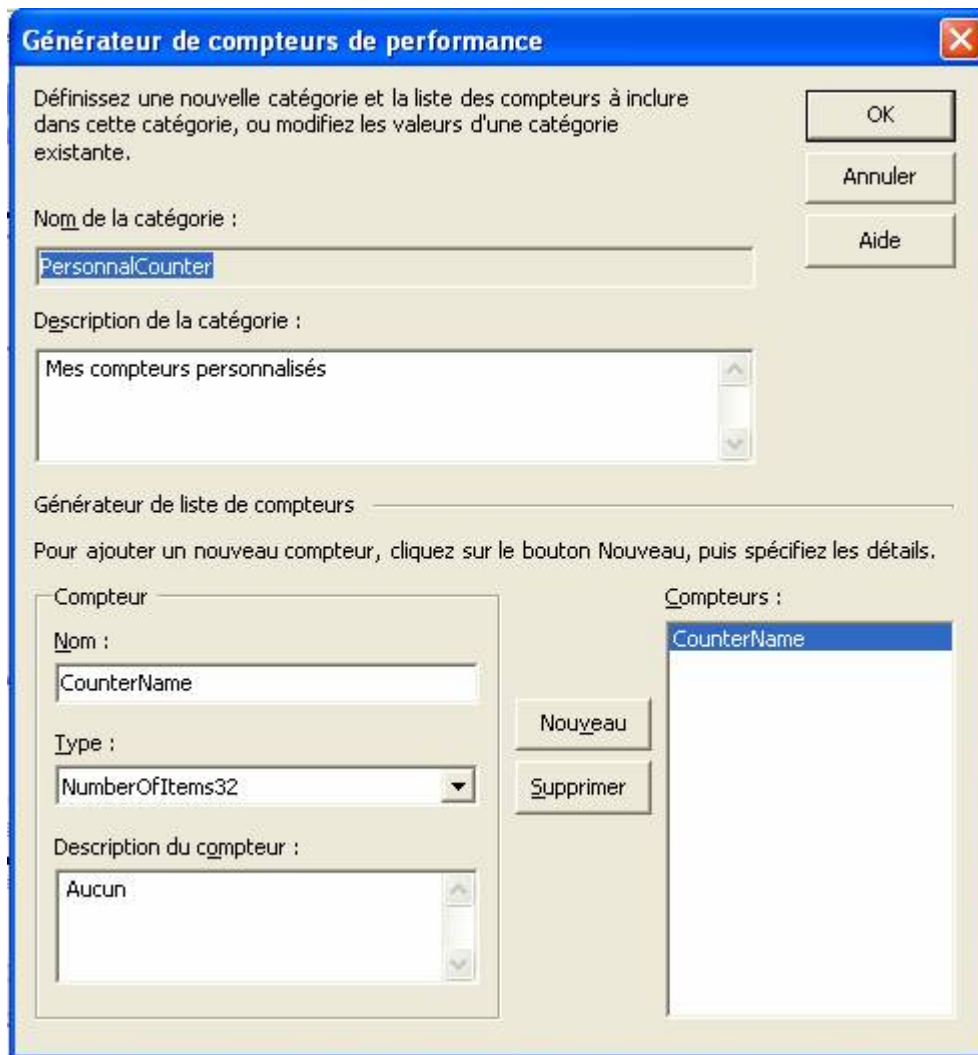 Générateur de compteurs de performance
Définissez une nouvelle catégorie et la liste des compteurs à inclure
dans cette catégorie, ou modifiez les valeurs d'une catégorie
existante.
OK
Annuler
Aide
Nom de la catégorie :
PersonnalCounter
Description de la catégorie :
Mes compteurs personnalisés
Générateur de liste de compteurs
Pour ajouter un nouveau compteur, cliquez sur le bouton Nouveau, puis spécifiez les détails.
Compteur
Nom :
CounterName
Type :
NumberOfItems32
Description du compteur :
Aucun
Nouveau
Supprimer
Compteurs :
CounterName